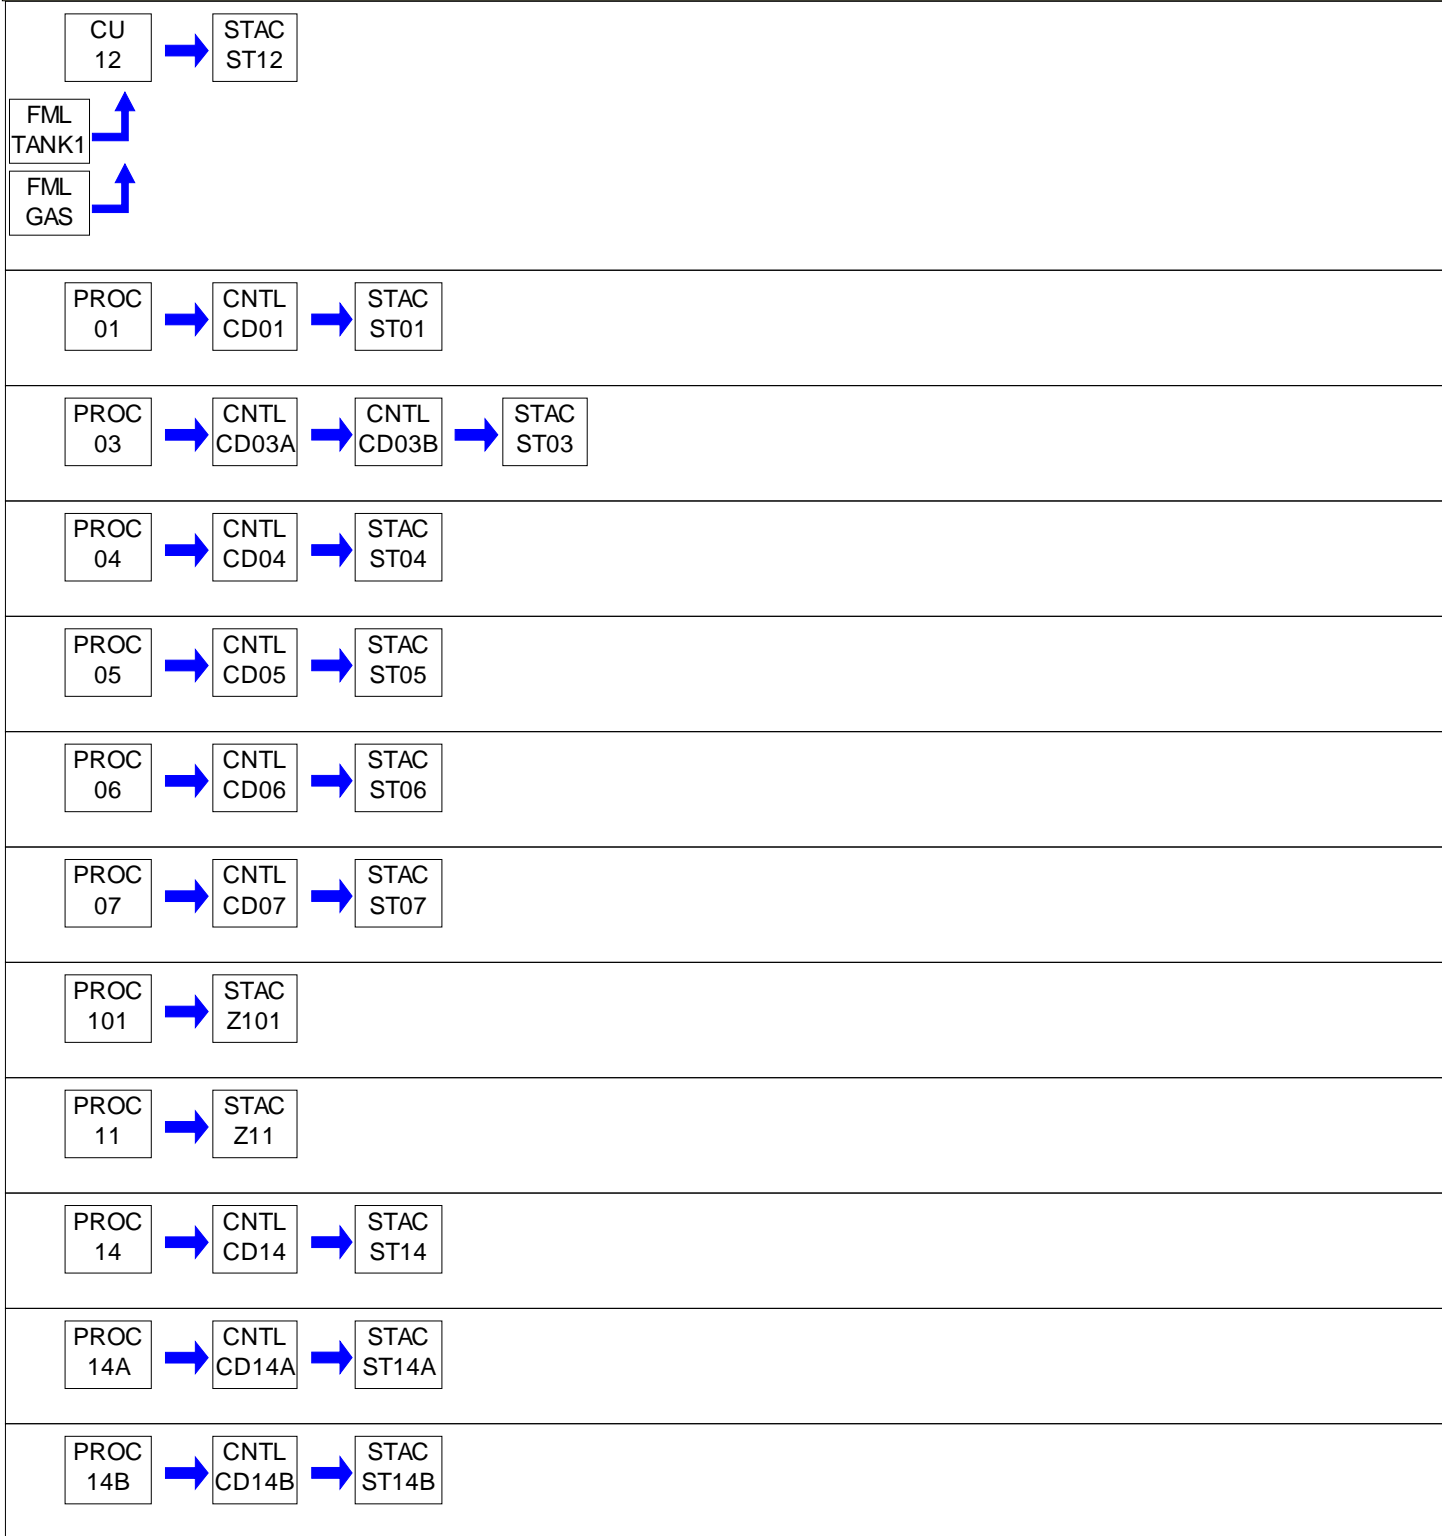 CU STAC
12 ST12
FML
TANK1
FML
GAS
PROC CNTL STAC
01 CD01 ST01
PROC CNTL CNTL STAC
03 CD03A CD03B ST03
PROC CNTL STAC
04 CD04 ST04
PROC CNTL STAC
05 CD05 ST05
PROC CNTL STAC
06 CD06 ST06
PROC CNTL STAC
07 CD07 ST07
PROC STAC
101 Z101
PROC STAC
11 Z11
PROC CNTL STAC
14 CD14 ST14
PROC CNTL STAC
14A CD14A ST14A
PROC CNTL STAC
14B CD14B ST14B